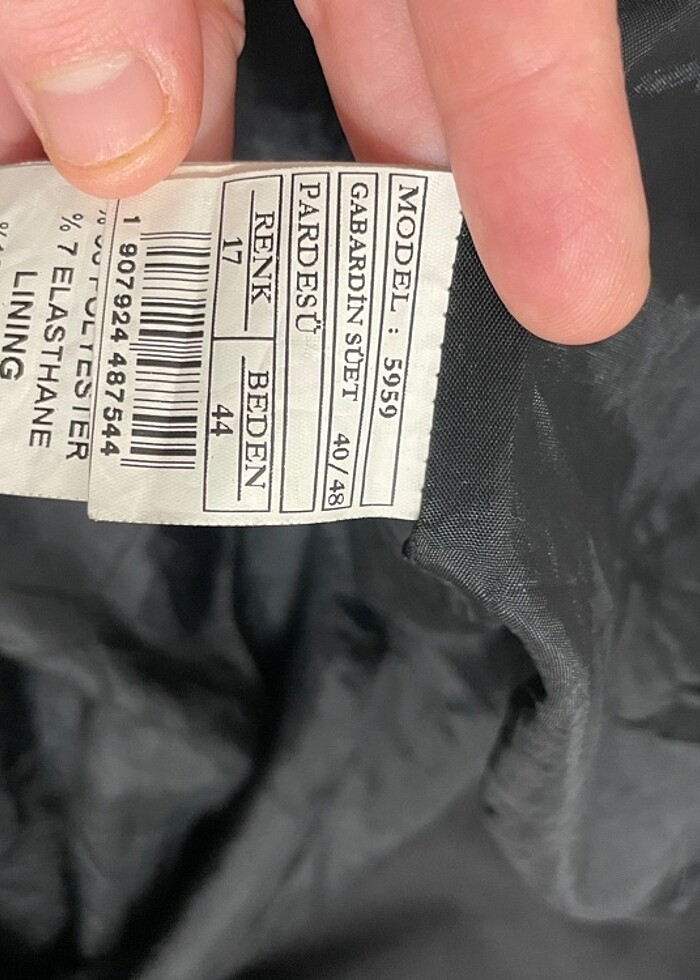 MODEL : 5959
GABARDİN SÜET 40/48
PARDESÜ
RENK BEDEN
17 44
1 907924 487544
POLYESTER
% 7 ELASTHANE
LINING